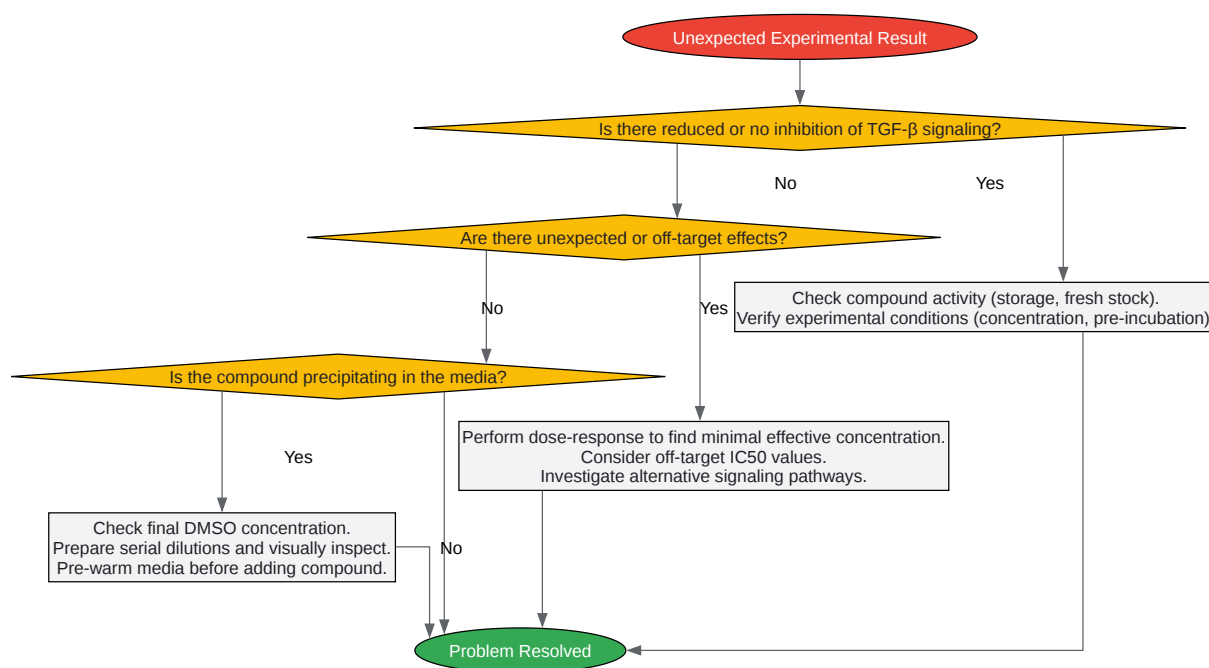 Unexpected Experimental Result
Is there reduced or no inhibition of TGF-β signaling?
No
Yes
Are there unexpected or off-target effects?
No
Yes
Check compound activity (storage, fresh stock).
Verify experimental conditions (concentration, pre-incubation)
Is the compound precipitating in the media?
Yes
Perform dose-response to find minimal effective concentration.
Consider off-target IC50 values.
Investigate alternative signaling pathways.
Check final DMSO concentration.
Prepare serial dilutions and visually inspect.
Pre-warm media before adding compound.
No
Problem Resolved